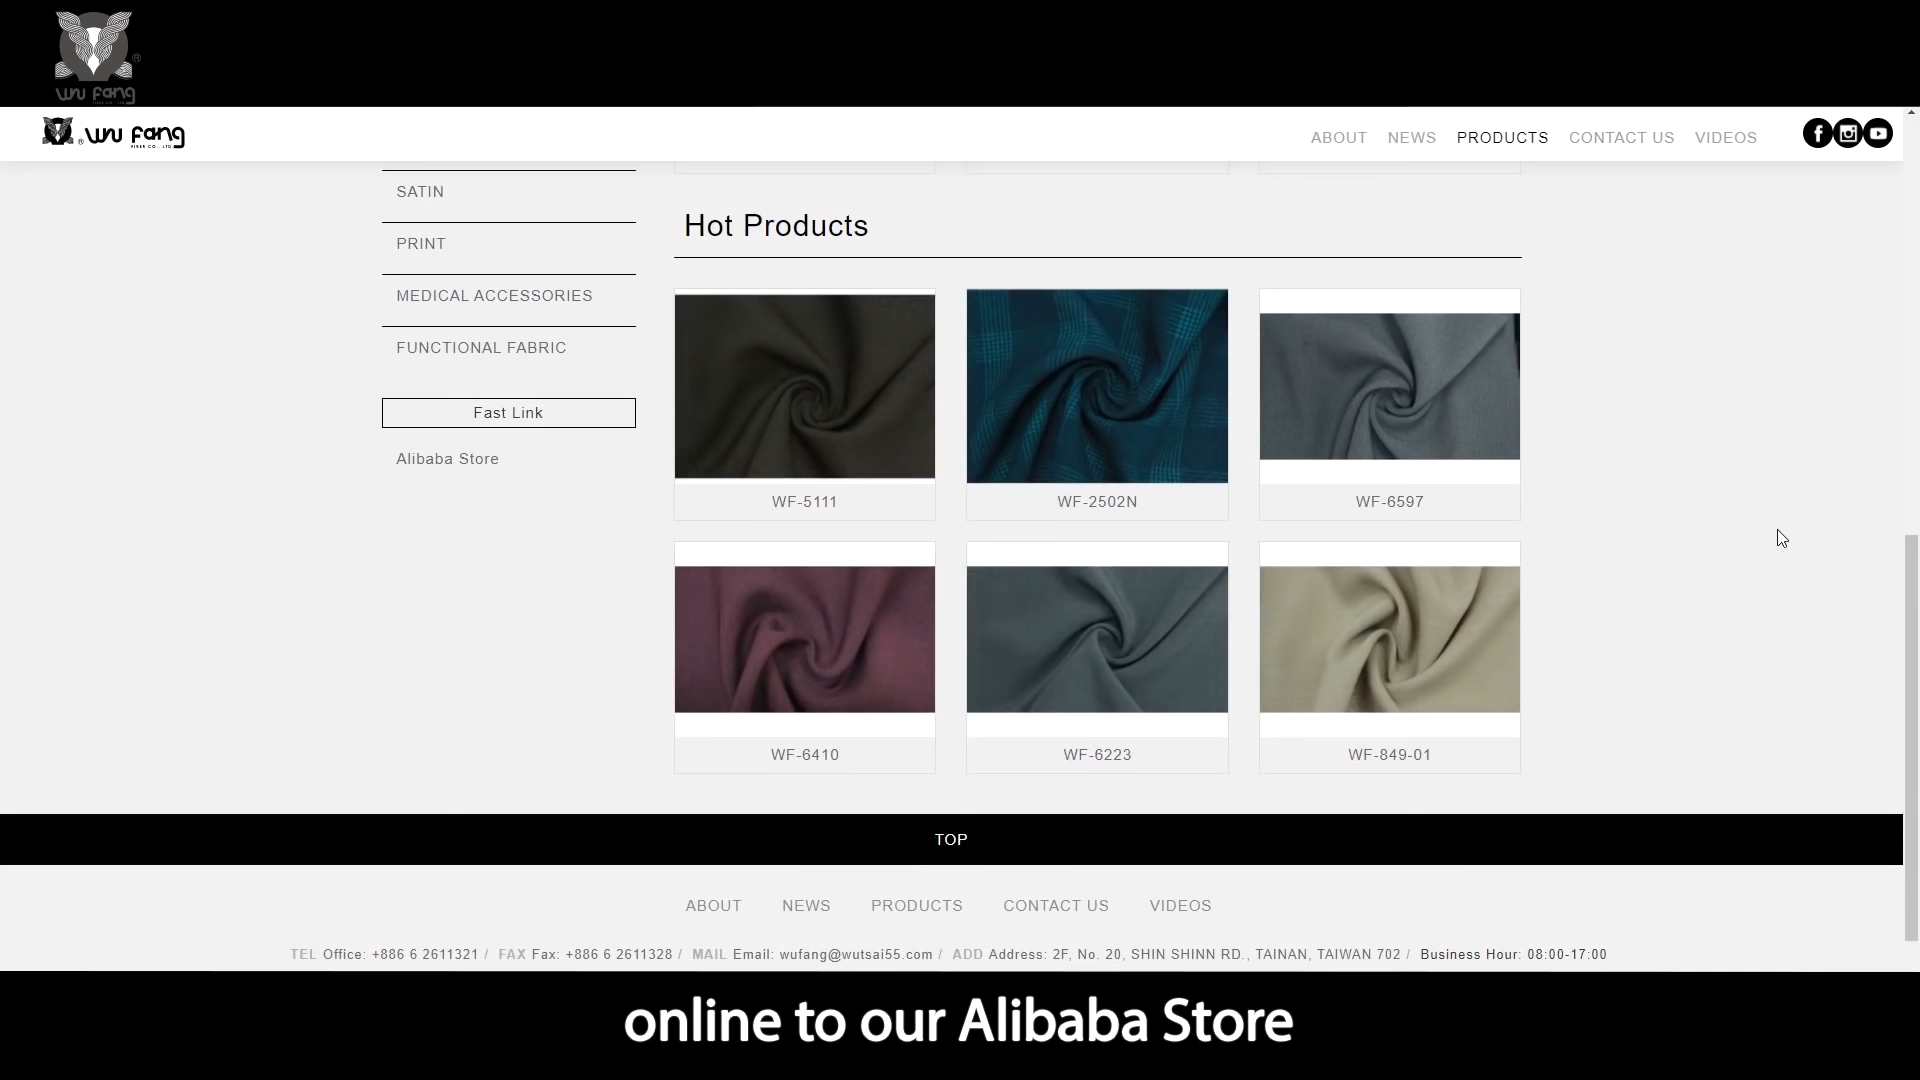 wu fang
®
wu fang
FIBER CO., LTD.
®
ABOUT NEWS PRODUCTS CONTACT US VIDEOS
SATIN
PRINT
MEDICAL ACCESSORIES
FUNCTIONAL FABRIC
Fast Link
Alibaba Store
Hot Products
WF-5111 WF-2502N WF-6597
WF-6410 WF-6223 WF-849-01
TOP
ABOUT NEWS PRODUCTS CONTACT US VIDEOS
TEL Office: +886 6 2611321 / FAX Fax: +886 6 2611328 / MAIL Email: wufang@wutsai55.com / ADD Address: 2F, No. 20, SHIN SHINN RD., TAINAN, TAIWAN 702 / Business Hour: 08:00-17:00
online to our Alibaba Store